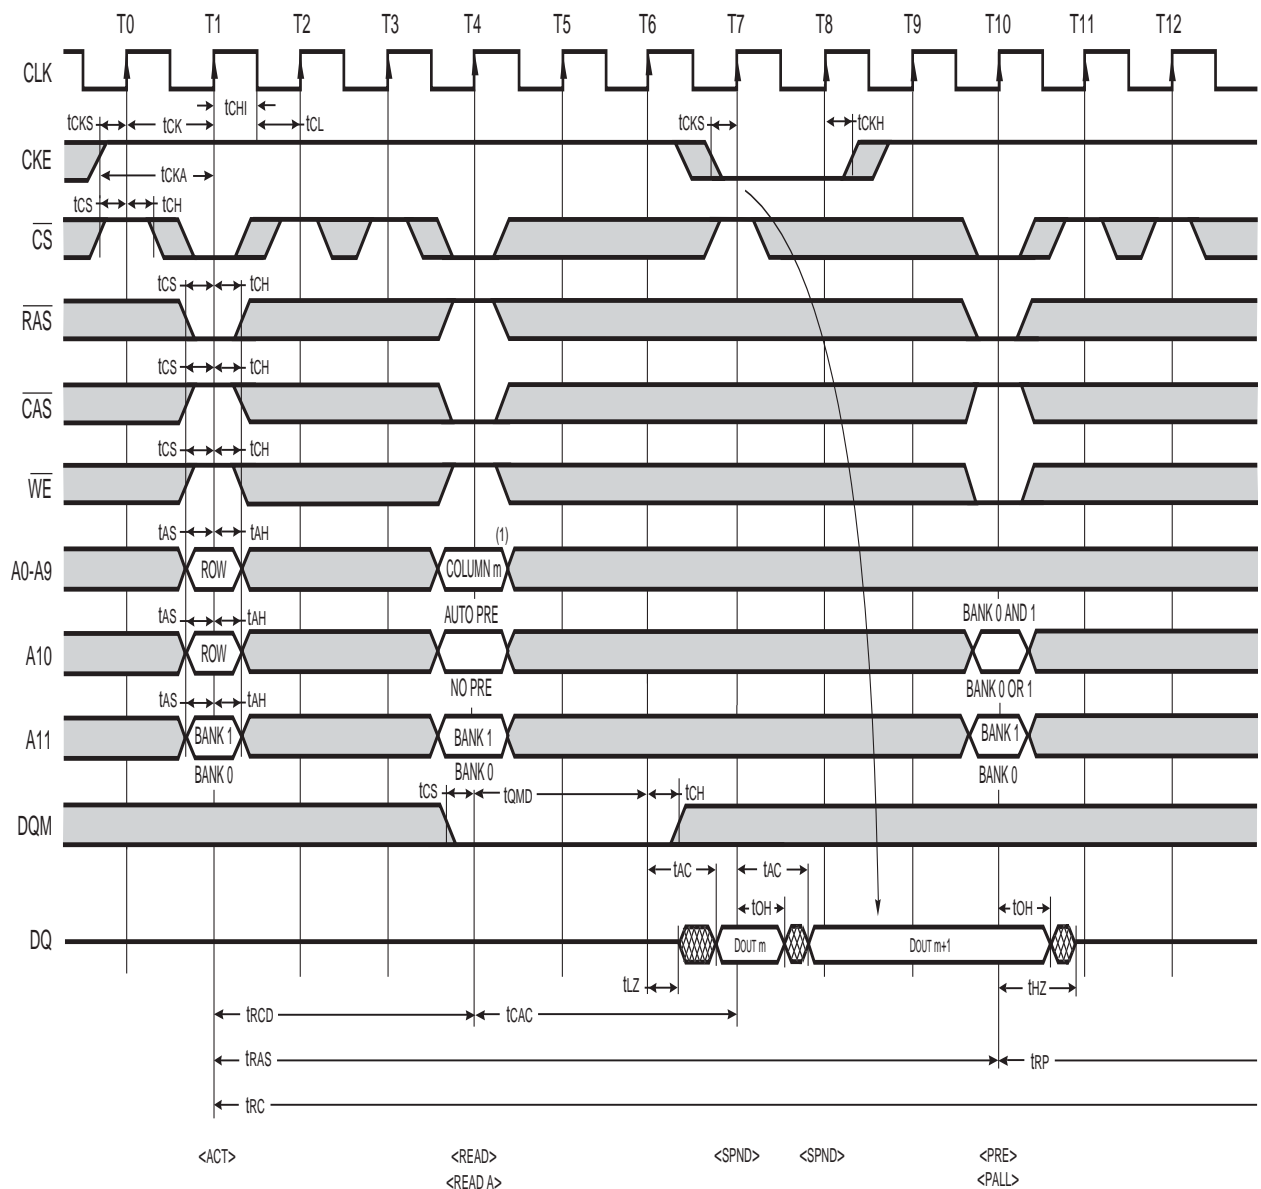 T0 T1 T2 T3 T4 T5 T6 T7 T8 T9 T10 T11 T12
CLK
tCHI
tCKS tCK tCL tCKS tCKH
CKE
tCKA
tCS tCH
CS
tCS tCH
RAS
tCS tCH
CAS
tCS tCH
WE
tAS tAH (1)
A0-A9 ROW COLUMN m
tAS tAH AUTO PRE BANK 0 AND 1
A10 ROW
NO PRE BANK 0 OR 1
tAS tAH
A11 BANK 1 BANK 1 BANK 1
BANK 0 BANK 0 BANK 0
tCS tQMD tCH
DQM
tAC tAC
tOH tOH
DQ DOUT m DOUT m+1
tLZ tHZ
tRCD tCAC
tRAS tRP
tRC
<ACT> <READ> <SPND> <SPND> <PRE>
<READ A> <PALL>